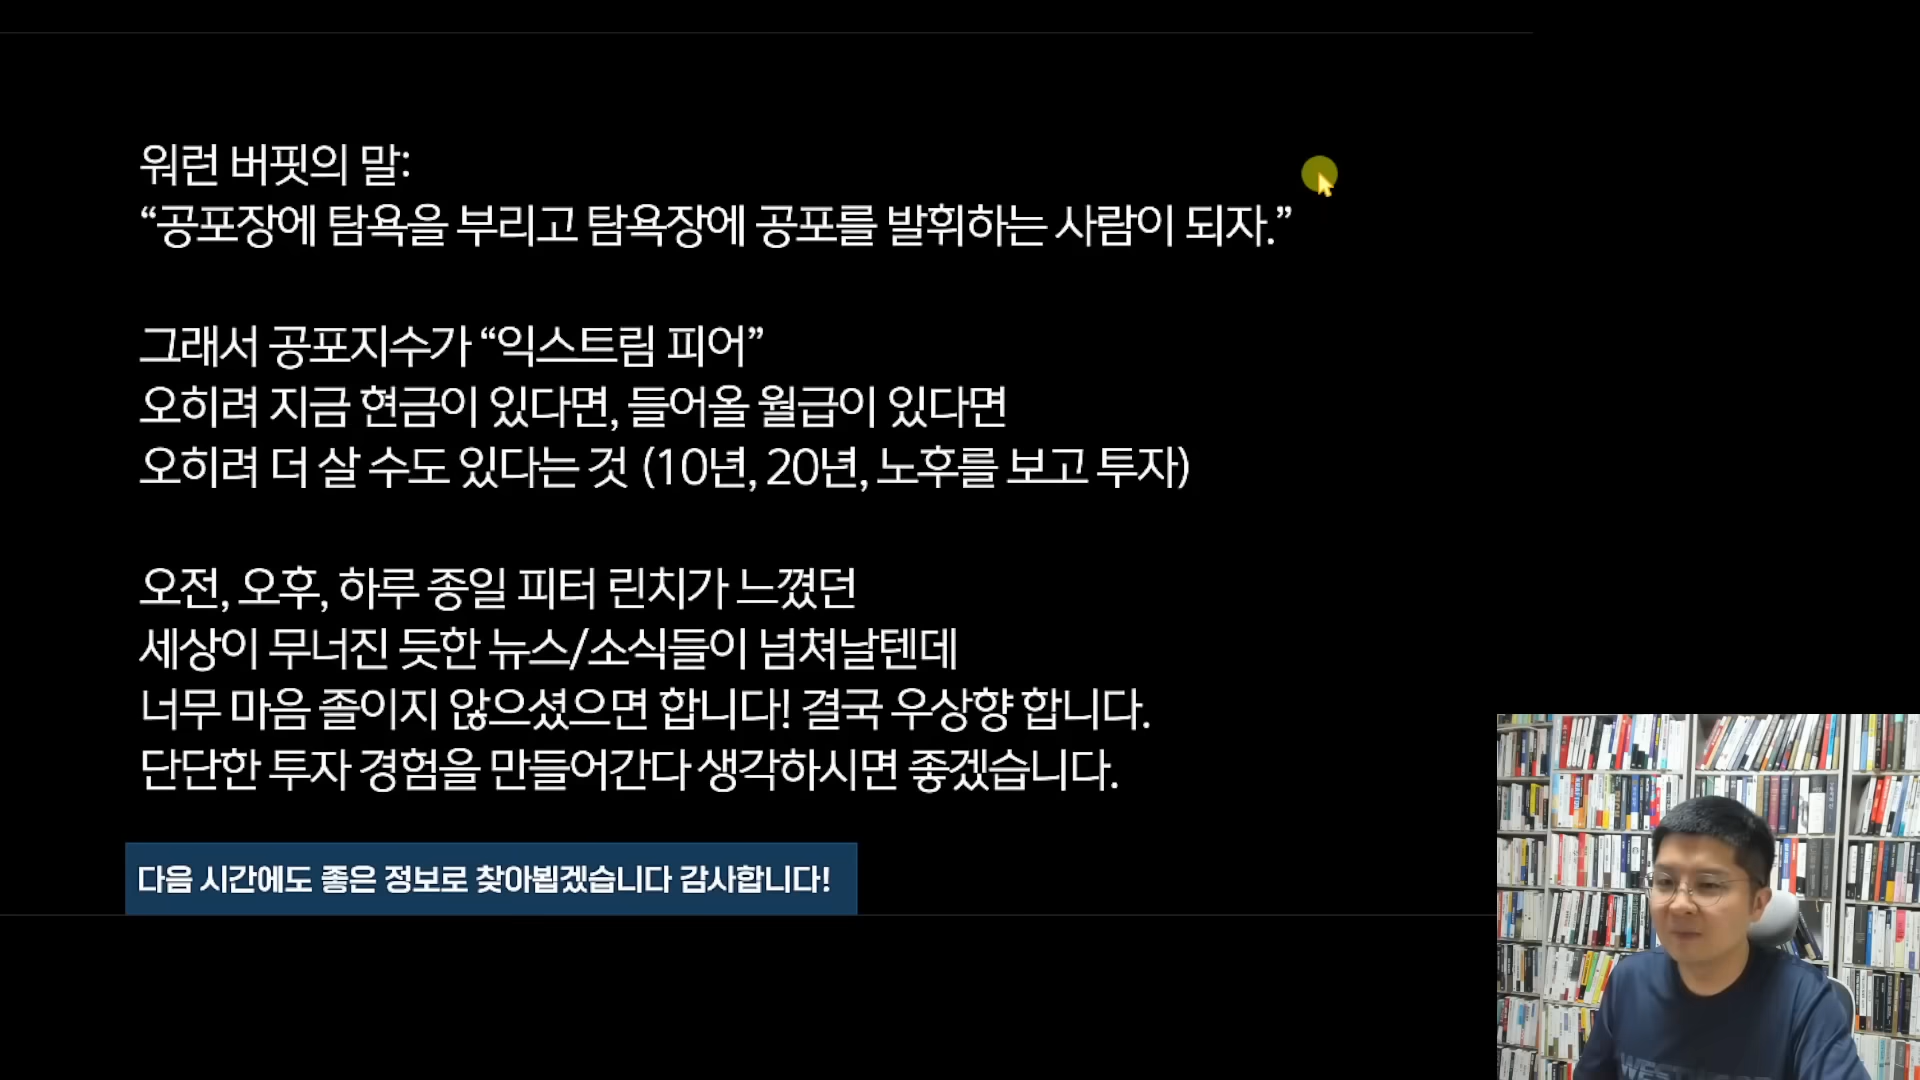 워런 버핏의 말:
“공포장에 탐욕을 부리고 탐욕장에 공포를 발휘하는 사람이 되자.”
그래서 공포지수가 “익스트림 피어”
오히려 지금 현금이 있다면, 들어올 월급이 있다면
오히려 더 살 수도 있다는 것 (10년, 20년, 노후를 보고 투자)
오전, 오후, 하루 종일 피터 린치가 느꼈던
세상이 무너진 듯한 뉴스/소식들이 넘쳐날텐데
너무 마음 졸이지 않으셨으면 합니다! 결국 우상향 합니다.
단단한 투자 경험을 만들어간다 생각하시면 좋겠습니다.
다음 시간에도 좋은 정보로 찾아뵙겠습니다 감사합니다!